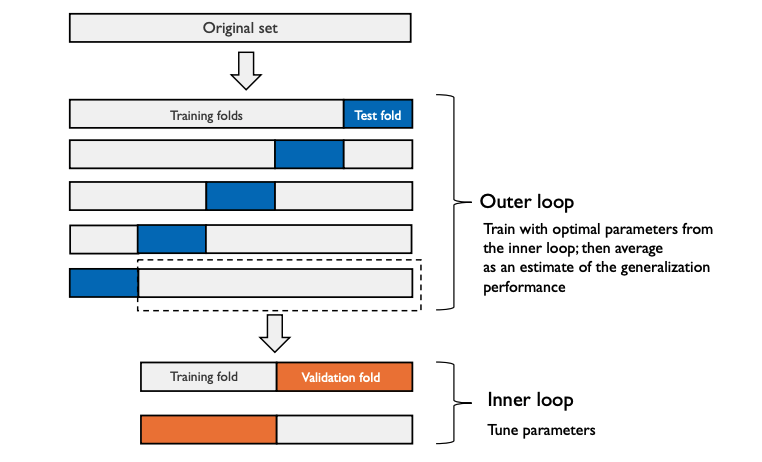 Original set
Training folds
Test fold
Outer loop
Train with optimal parameters from
the inner loop; then average
as an estimate of the generalization
performance
Training fold
Validation fold
Inner loop
Tune parameters